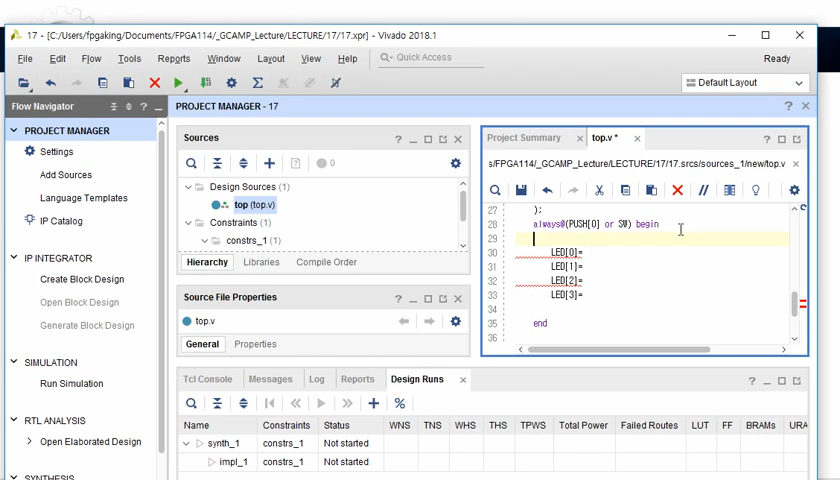 17 - [C:/Users/fpgaking/Documents/FPGA114/_GCAMP_Lecture/LECTURE/17/17.xpr] - Vivado 2018.1
File Edit Flow Tools Reports Window Layout View Help Quick Access Ready
Default Layout
Flow Navigator
PROJECT MANAGER - 17
PROJECT MANAGER
Settings
Add Sources
Language Templates
IP Catalog
IP INTEGRATOR
Create Block Design
Open Block Design
Generate Block Design
SIMULATION
Run Simulation
RTL ANALYSIS
Open Elaborated Design
SYNTHESIS
Sources
0
Design Sources (1)
top (top.v)
Constraints (1)
constrs_1 (1)
Hierarchy Libraries Compile Order
Source File Properties
top.v
General Properties
Project Summary top.v *
s/FPGA114/_GCAMP_Lecture/LECTURE/17/17.srcs/sources_1/new/top.v
27 );
28 always@(PUSH[0] or SW) begin
29
30 LED[0]=
31 LED[1]=
32 LED[2]=
33 LED[3]=
34
35 end
36
Tcl Console Messages Log Reports Design Runs
Name Constraints Status WNS TNS WHS THS TPWS Total Power Failed Routes LUT FF BRAMs URA
synth_1 constrs_1 Not started
impl_1 constrs_1 Not started